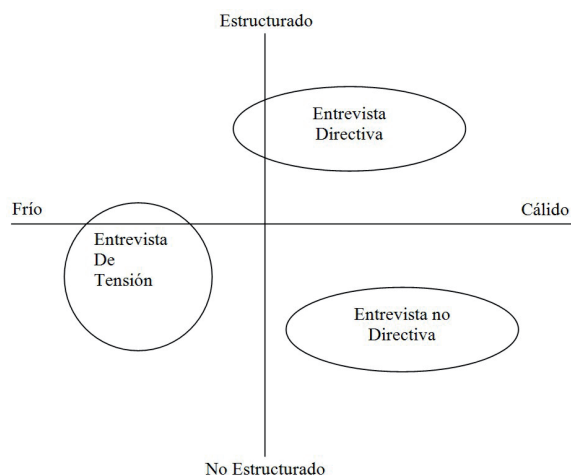 Estructurado
Entrevista
Directiva
Frío
Cálido
Entrevista
De
Tensión
Entrevista no
Directiva
No Estructurado